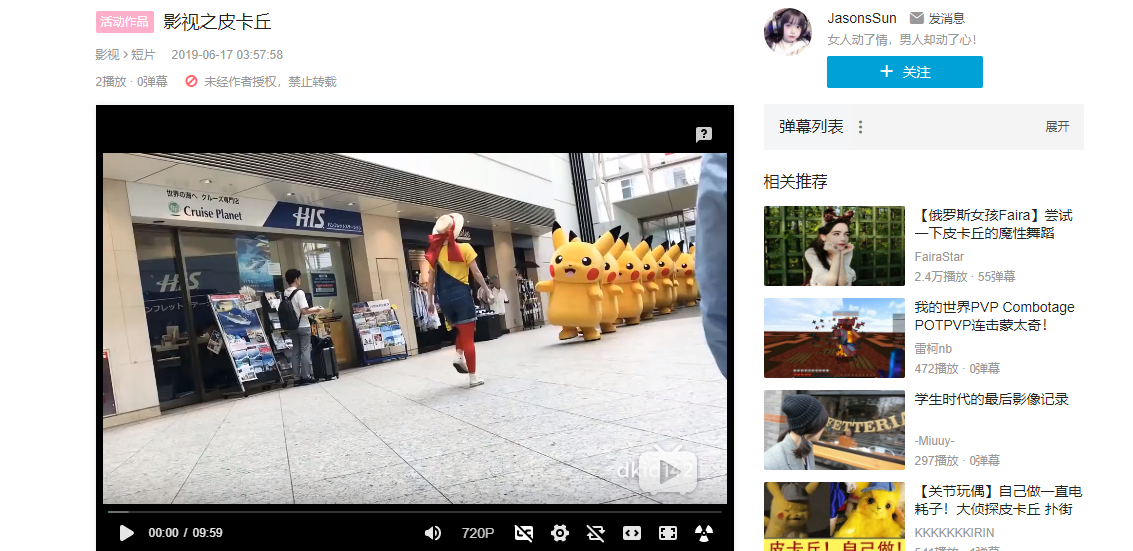 活动作品 影视之皮卡丘
影视 > 短片 2019-06-17 03:57:58
2播放 · 0弹幕 未经作者授权，禁止转载
JasonsSun 发消息
女人动了情，男人却动了心！
+ 关注
弹幕列表
展开
相关推荐
世界の海へ クルーズ専門店
Cruise Planet
HIS
HIS
dkfc142
00:00 / 09:59 720P
【俄罗斯女孩Faira】尝试
一下皮卡丘的魔性舞蹈
FairaStar
2.4万播放 · 55弹幕
我的世界PVP Combotage
POTPVP连击蒙太奇！
雷柯nb
472播放 · 0弹幕
FETTERIA
学生时代的最后影像记录
-Miuuy-
297播放 · 0弹幕
【关节玩偶】自己做一直电
耗子！大侦探皮卡丘 扑街
KKKKKKKIRIN
皮卡丘！自己做！